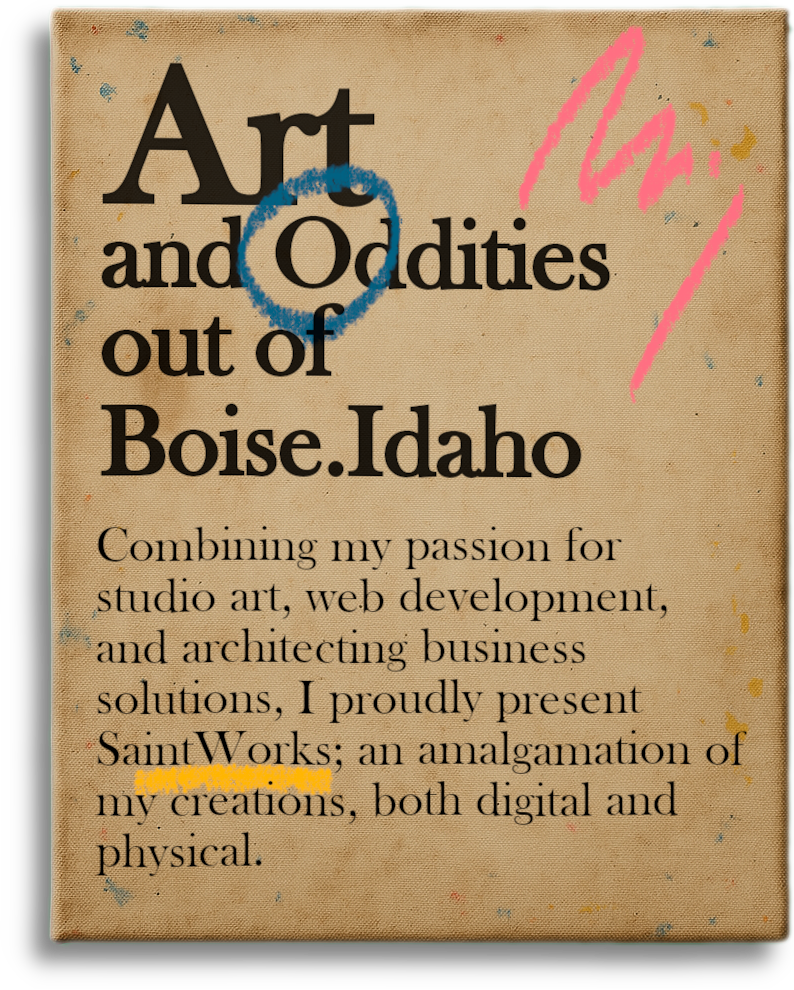 Art
and Oddities
out of
Boise.Idaho
Combining my passion for
studio art, web development,
and architecting business
solutions, I proudly present
SaintWorks; an amalgamation of
my creations, both digital and
physical.